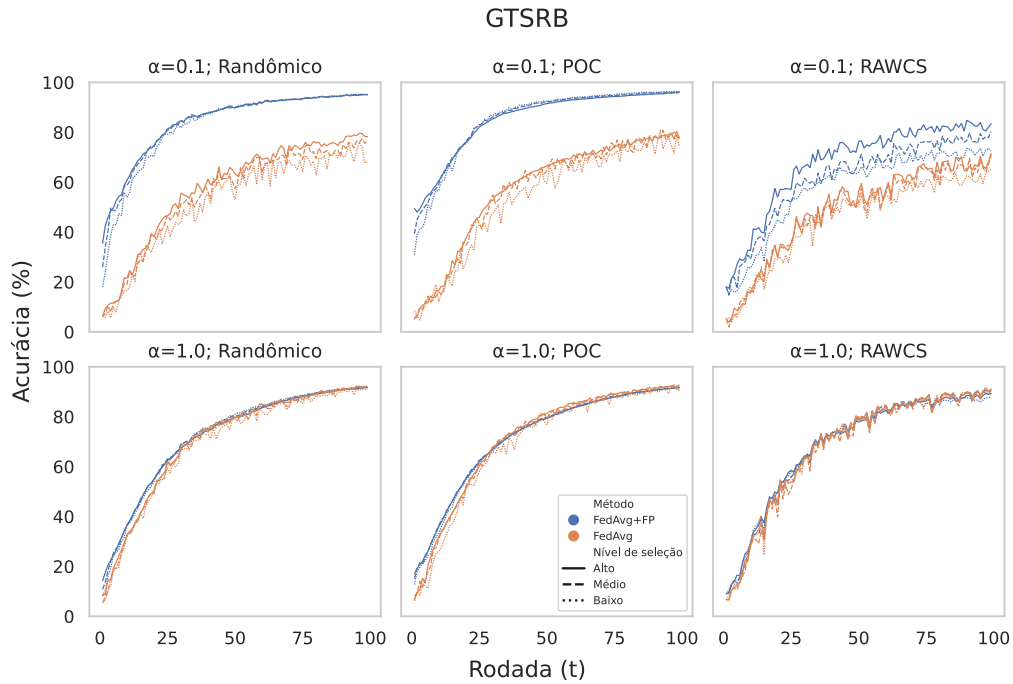 GTSRB
α=0.1; Randômico
α=0.1; POC
α=0.1; RAWCS
100
80
60
40
20
0
α=1.0; Randômico
α=1.0; POC
α=1.0; RAWCS
100
80
60
40
20
0
Acurácia (%)
Método
FedAvg+FP
FedAvg
Nível de seleção
Alto
Médio
Baixo
0 25 50 75 100
0 25 50 75 100
0 25 50 75 100
Rodada (t)